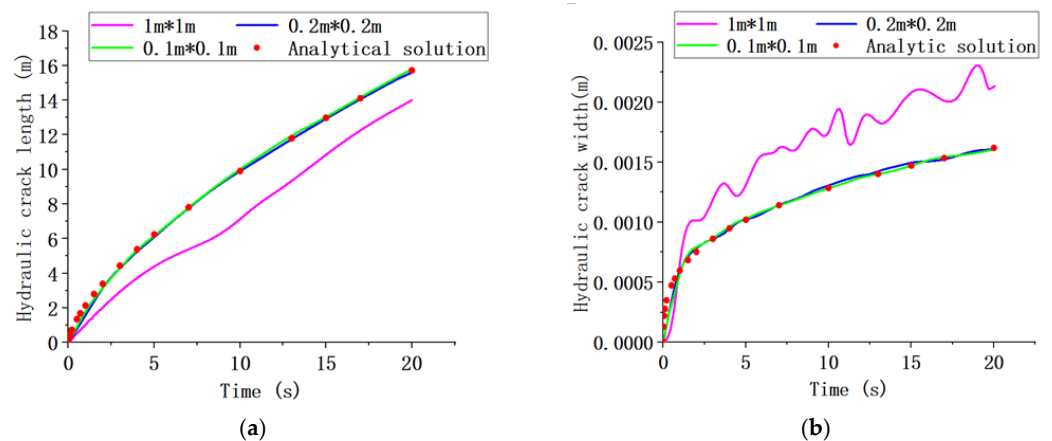 1m*1m 0.2m*0.2m
0.1m*0.1m Analytical solution
Hydraulic crack length (m)
18
16
14
12
10
8
6
4
2
0
0 5 10 15 20
Time (s)
(a)
1m*1m 0.2m*0.2m
0.1m*0.1m Analytic solution
Hydraulic crack width(m)
0.0025
0.0020
0.0015
0.0010
0.0005
0.0000
0 5 10 15 20
Time (s)
(b)